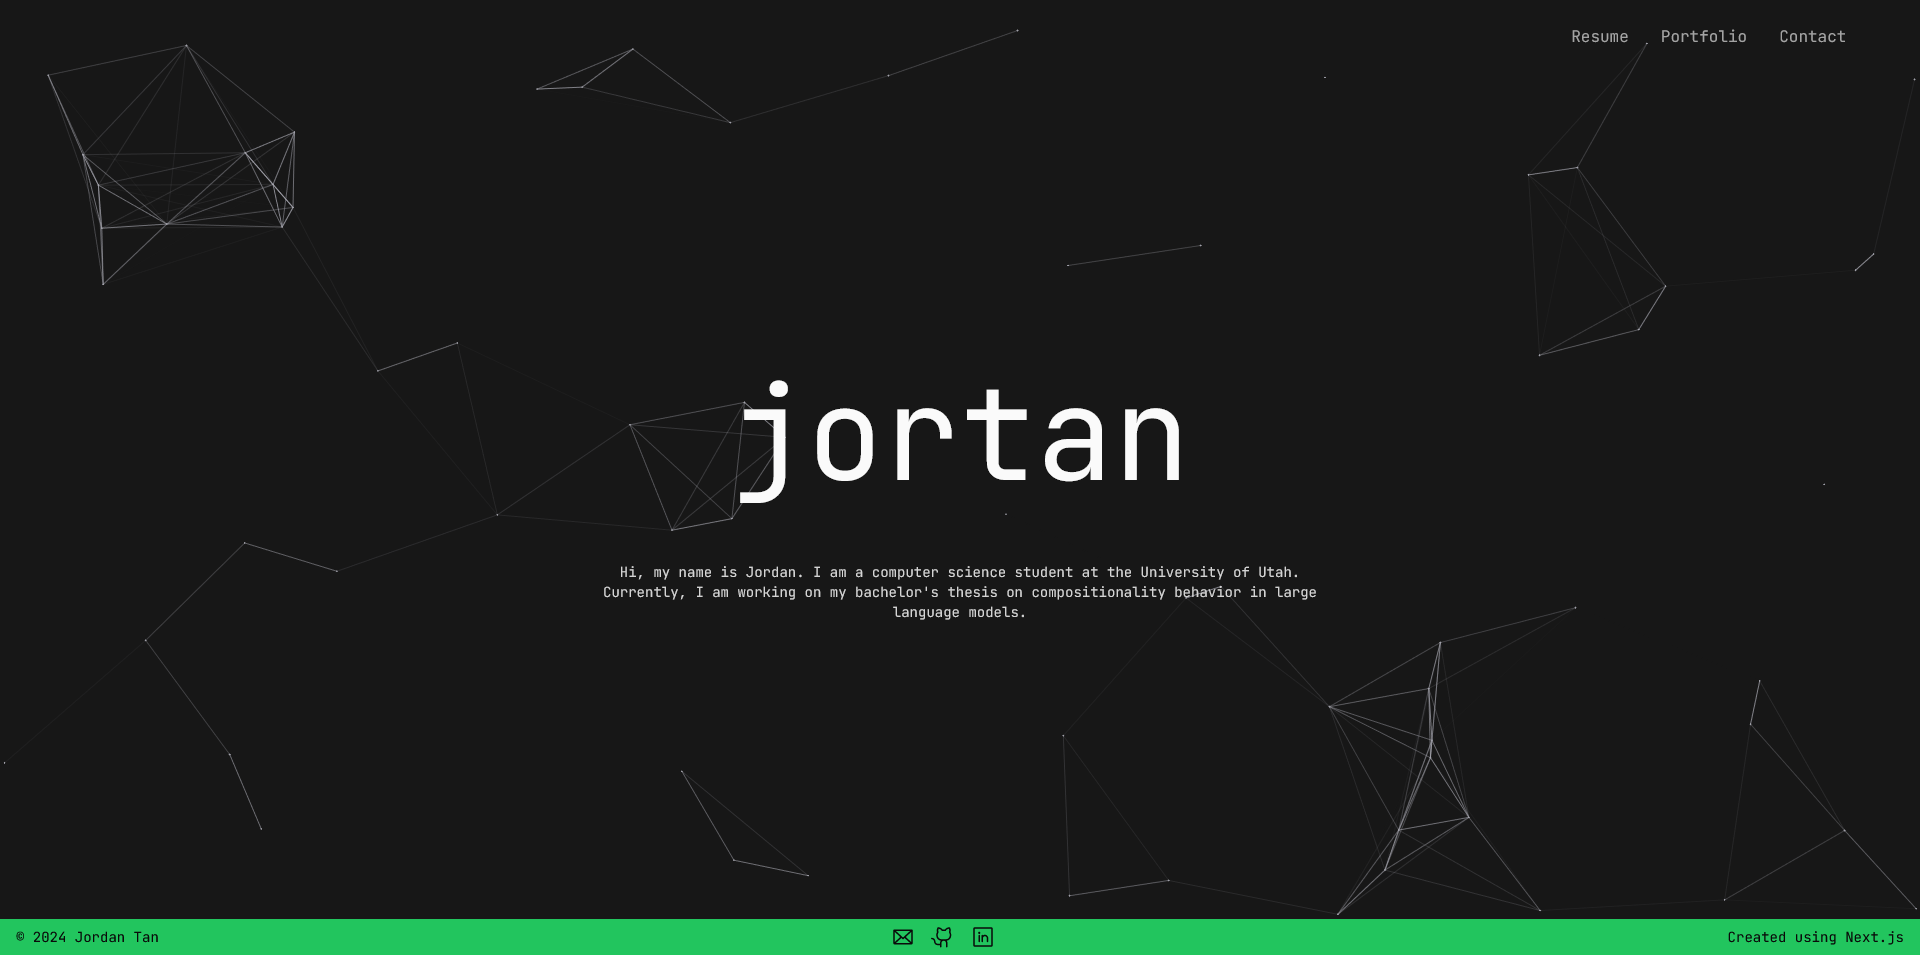 Resume Portfolio Contact
jortan
Hi, my name is Jordan. I am a computer science student at the University of Utah.
Currently, I am working on my bachelor's thesis on compositionality behavior in large
language models.
© 2024 Jordan Tan
in
Created using Next.js